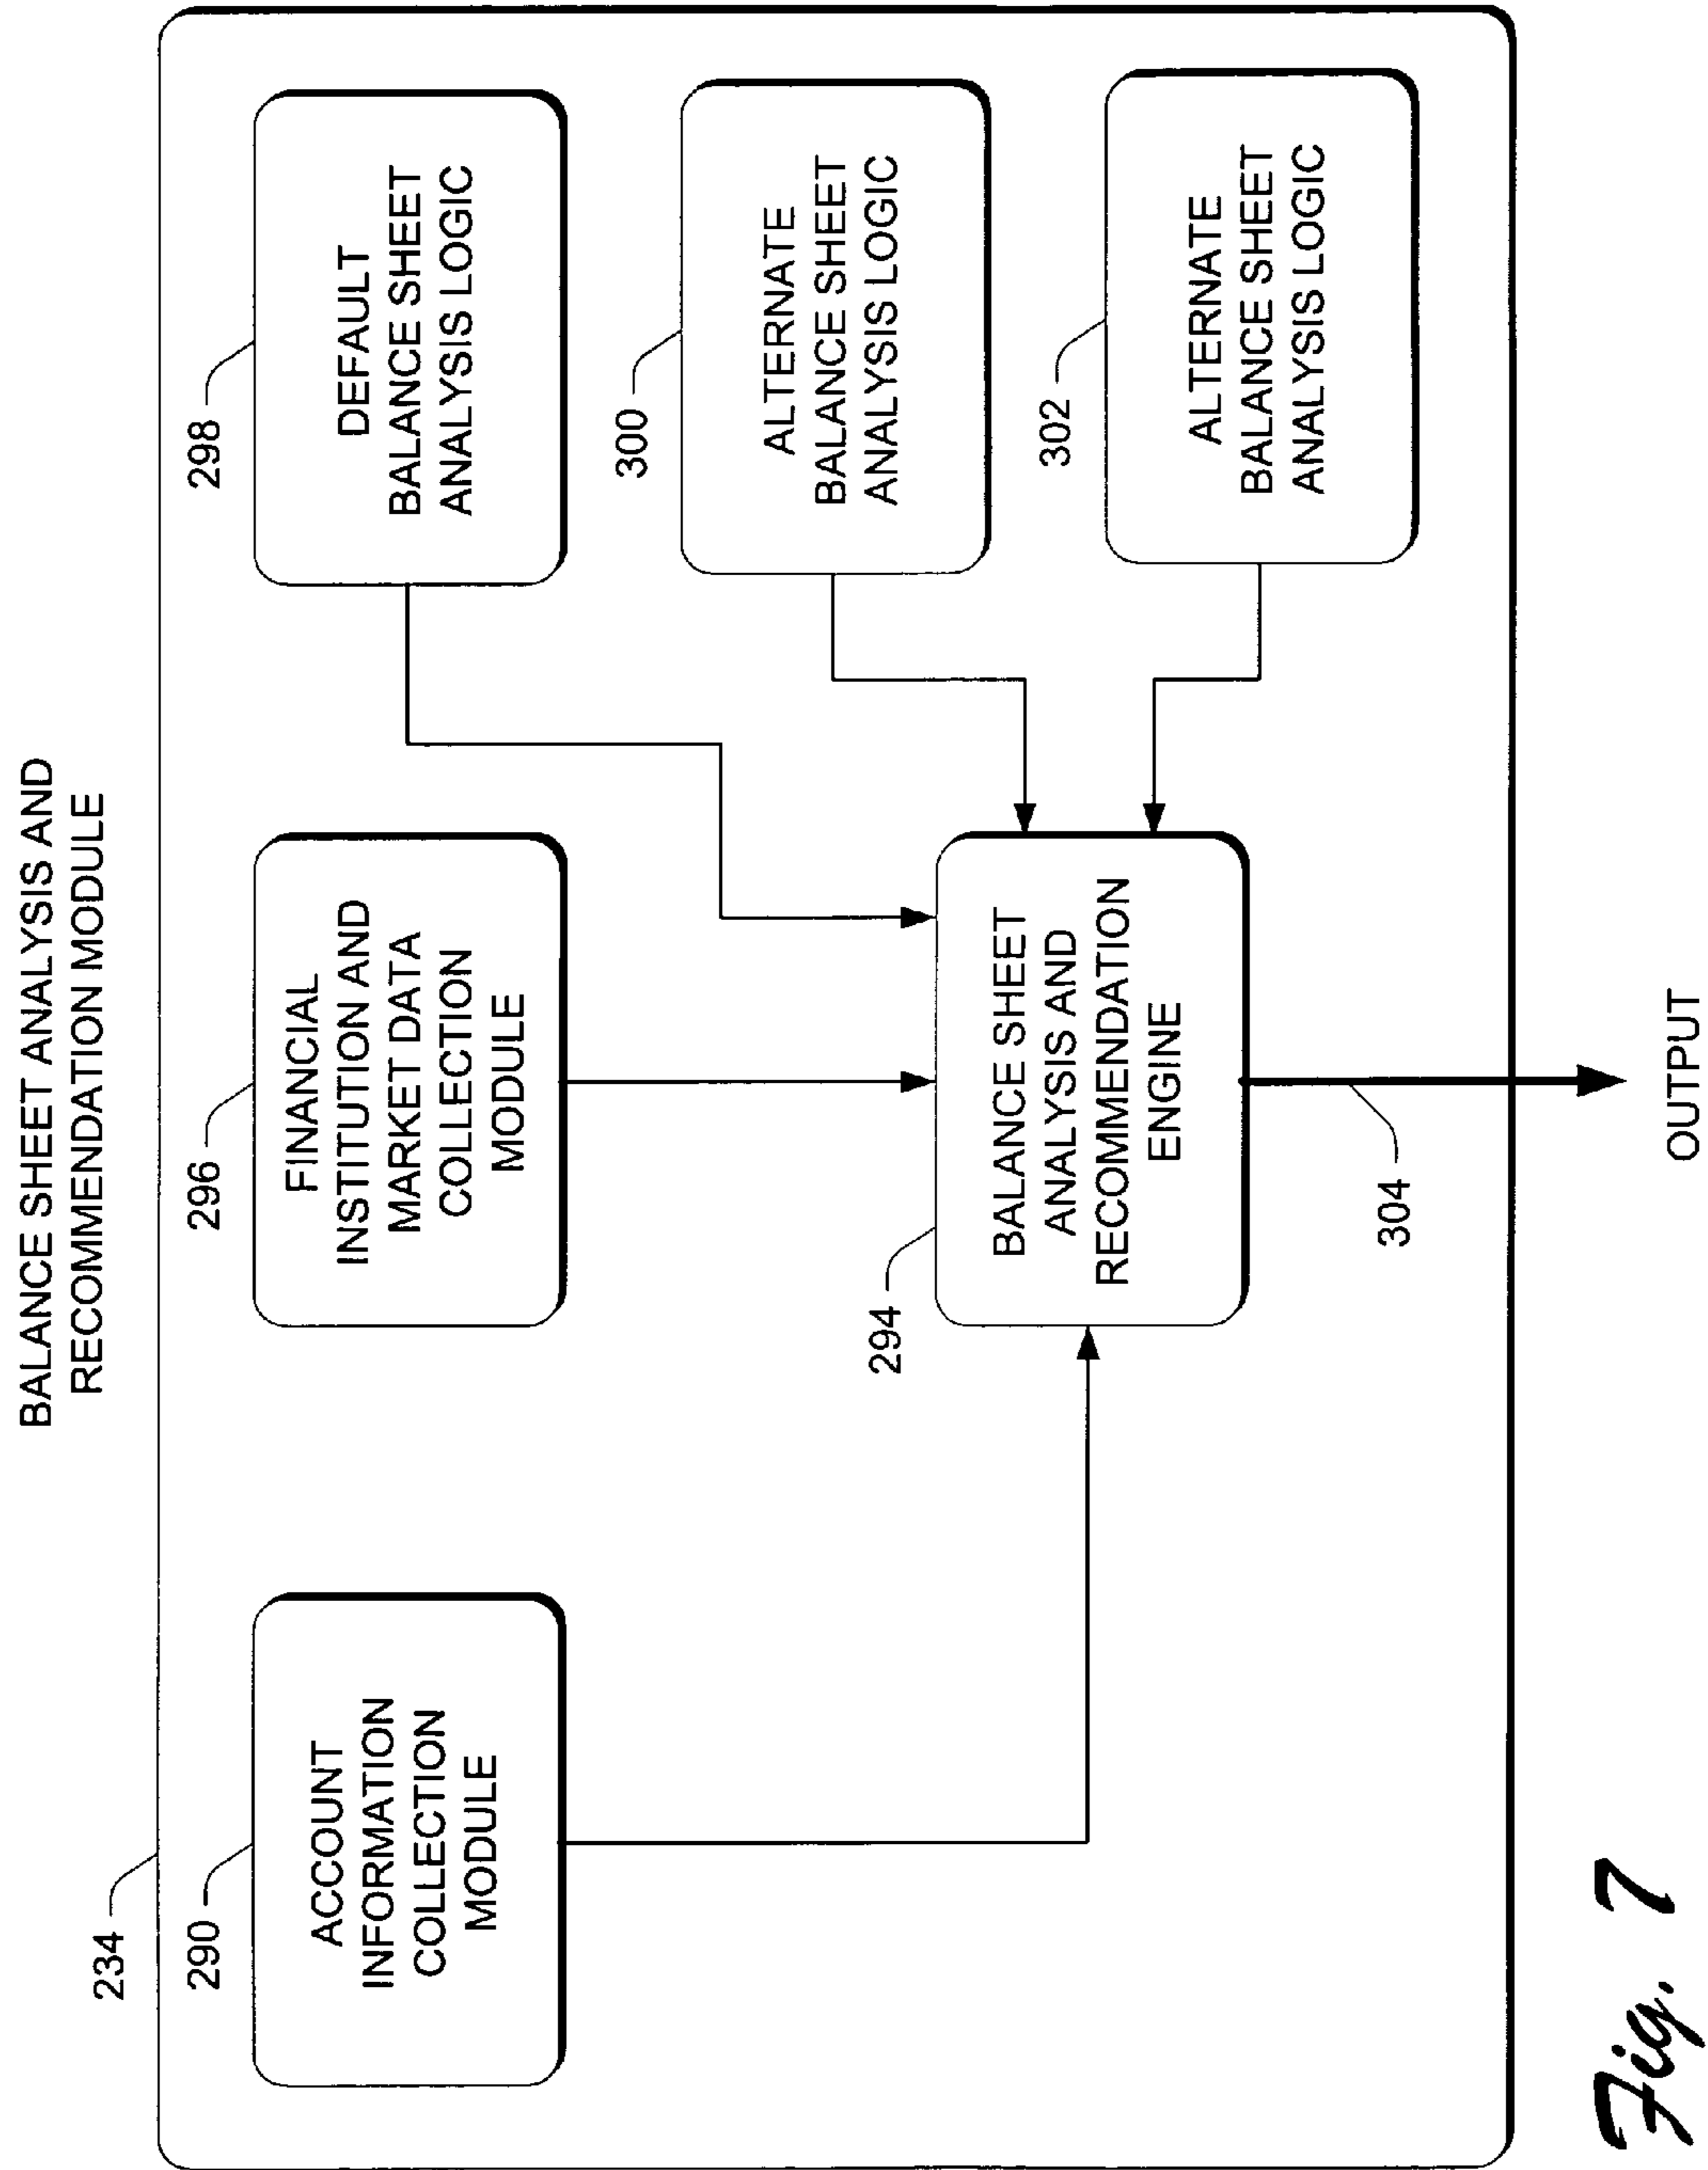 BALANCE SHEET ANALYSIS AND
RECOMMENDATION MODULE
234
290
ACCOUNT
INFORMATION
COLLECTION
MODULE
296
FINANCIAL
INSTITUTION AND
MARKET DATA
COLLECTION
MODULE
298
DEFAULT
BALANCE SHEET
ANALYSIS LOGIC
300
ALTERNATE
BALANCE SHEET
ANALYSIS LOGIC
294
BALANCE SHEET
ANALYSIS AND
RECOMMENDATION
ENGINE
302
ALTERNATE
BALANCE SHEET
ANALYSIS LOGIC
304
OUTPUT
Fig. 7